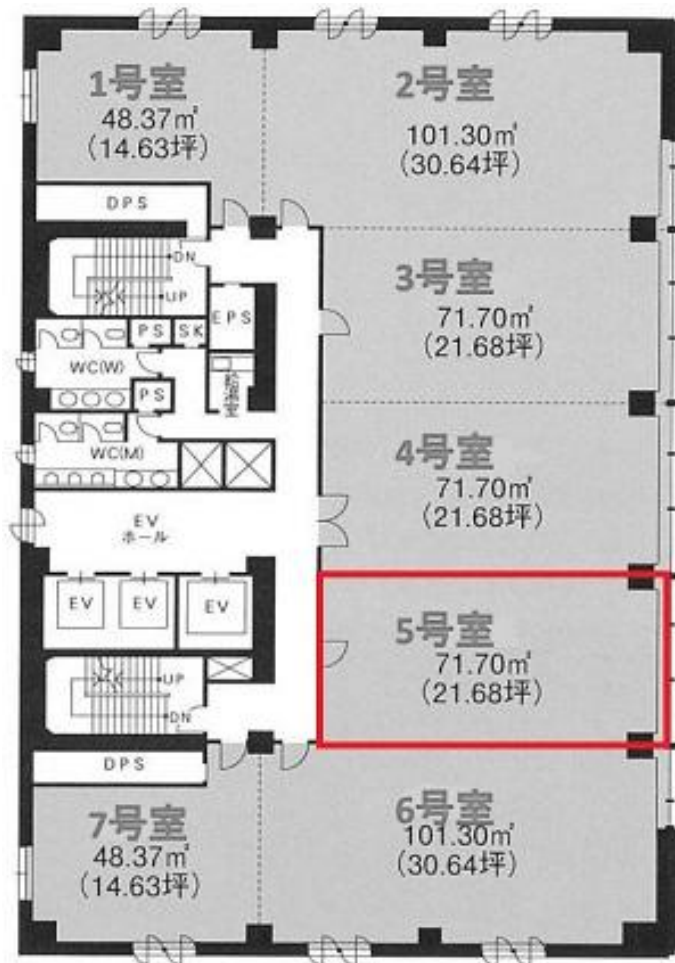 1号室
48.37㎡
(14.63坪)
2号室
101.30㎡
(30.64坪)
DPS
DN
UP
3号室
71.70㎡
(21.68坪)
EPS
PS
SK
WC(W)
PS
WC(M)
4号室
71.70㎡
(21.68坪)
EV
ホール
EV
EV
EV
5号室
71.70㎡
(21.68坪)
UP
DN
DPS
7号室
48.37㎡
(14.63坪)
6号室
101.30㎡
(30.64坪)